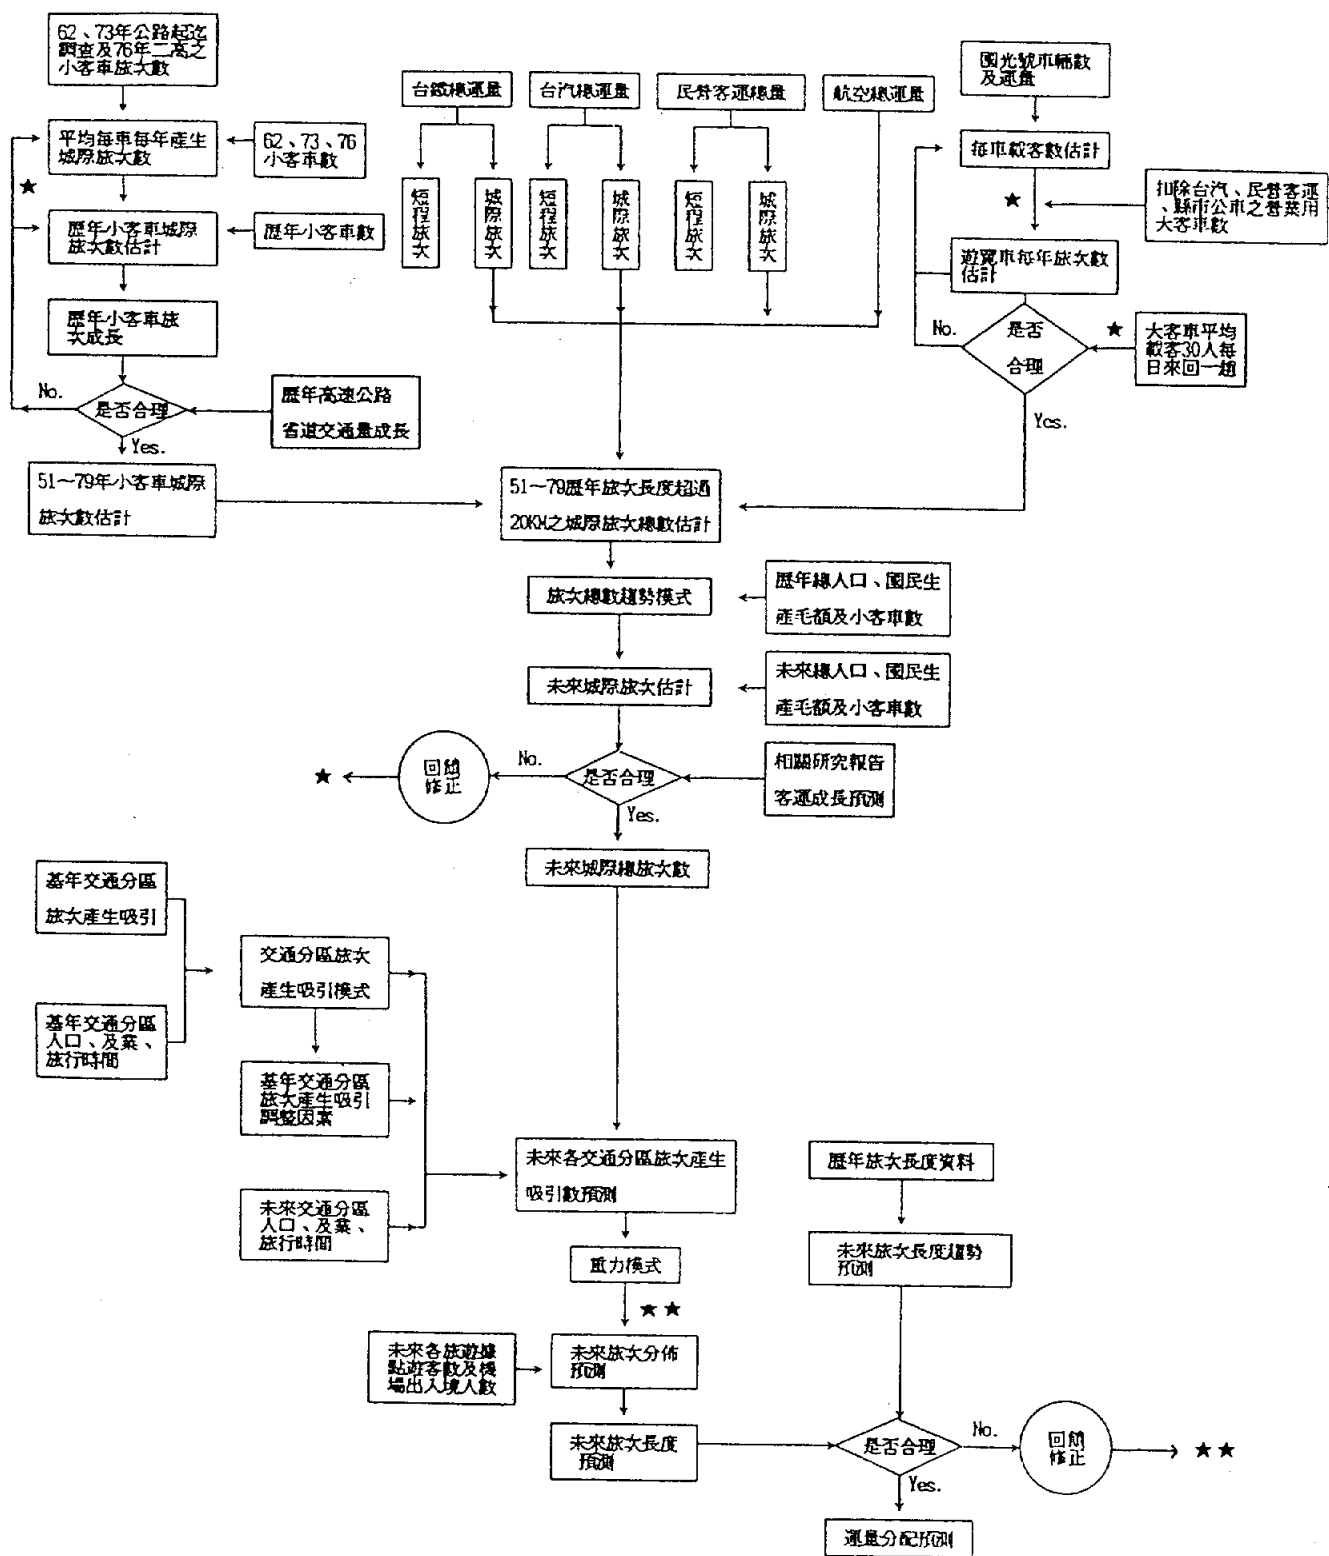 62、73年公路起迄
調查及76年二高之
小客車旅次數
平均每車每年產生
城際旅次數
62、73、76
小客車數
★
歷年小客車城際
旅次數估計
歷年小客車數
歷年小客車旅
次成長
No.
是否合理
歷年高速公路
省道交通量成長
Yes.
51～79年小客車城際
旅次數估計
台鐵總運量
台汽總運量
民營客運總量
航空總運量
短程旅次
城際旅次
短程旅次
城際旅次
短程旅次
城際旅次
國光號車輛數
及運量
每車載客數估計
★
扣除台汽、民營客運
、縣市公車之營業用
大客車數
遊覽車每年旅次數
估計
No.
是否
合理
★
大客車平均
載客30人每
日來回一趟
Yes.
51～79歷年旅次長度超過
20KM之城際旅次總數估計
旅次總數趨勢模式
歷年總人口、國民生
產毛額及小客車數
未來城際旅次估計
未來總人口、國民生
產毛額及小客車數
★
回饋
修正
No.
是否合理
相關研究報告
客運成長預測
Yes.
未來城際總旅次數
基年交通分區
旅次產生吸引
基年交通分區
人口、及業、
旅行時間
交通分區旅次
產生吸引模式
基年交通分區
旅次產生吸引
調整因素
未來交通分區
人口、及業、
旅行時間
未來各交通分區旅次產生
吸引數預測
重力模式
★★
未來各旅遊據
點遊客數及機
場出入境人數
未來旅次分佈
預測
未來旅次長度
預測
歷年旅次長度資料
未來旅次長度趨勢
預測
是否合理
No.
回饋
修正
★★
Yes.
運量分配預測